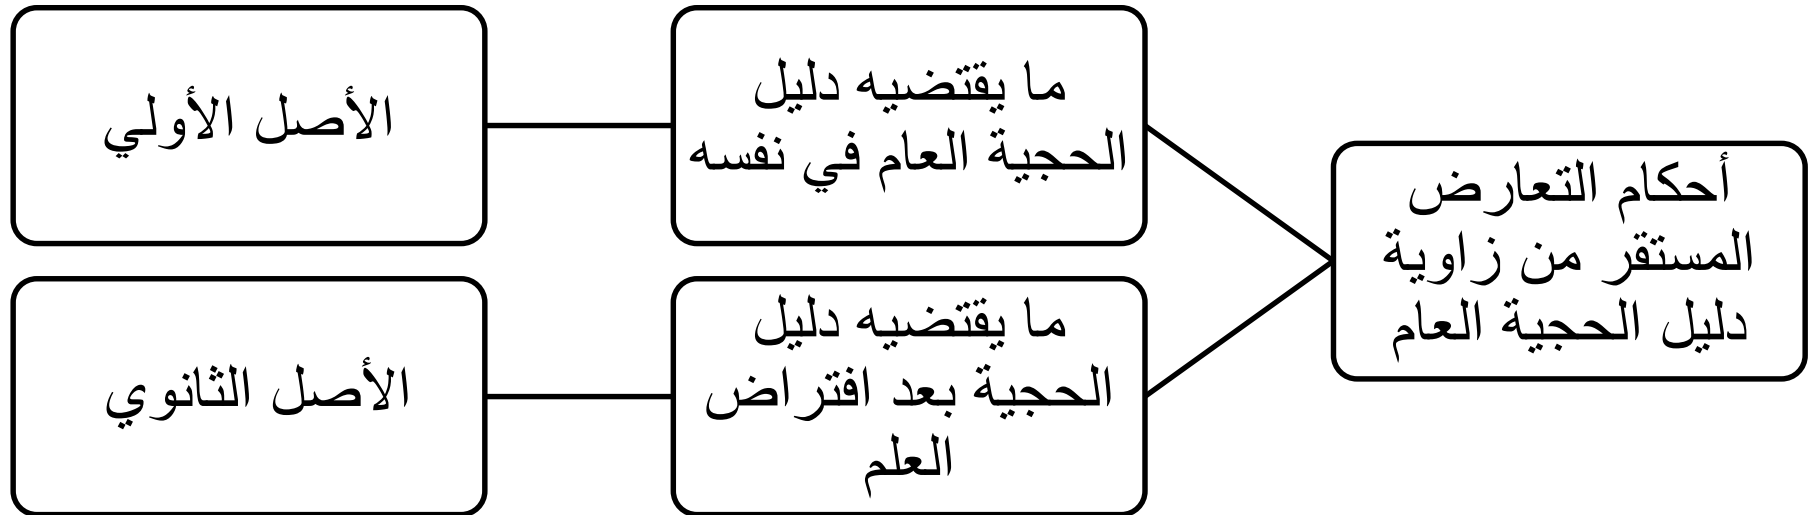 أحكام التعارض
المستقر من زاوية
دليل الحجية العام
ما يقتضيه دليل
الحجية العام في نفسه
الأصل الأولي
ما يقتضيه دليل
الحجية بعد افتراض
العلم
الأصل الثانوي